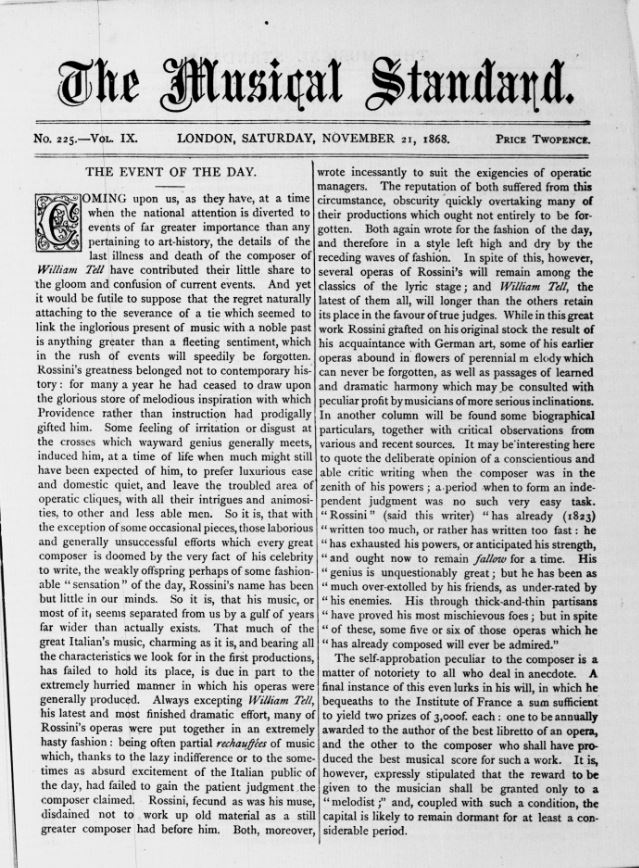 The Musical Standard.
No. 225.—Vol. IX. LONDON, SATURDAY, NOVEMBER 21, 1868. Price Twopence.
THE EVENT OF THE DAY.
COMING upon us, as they have, at a time
when the national attention is diverted to
events of far greater importance than any
pertaining to art-history, the details of the
last illness and death of the composer of
William Tell have contributed their little share to
the gloom and confusion of current events. And yet
it would be futile to suppose that the regret naturally
attaching to the severance of a tie which seemed to
link the inglorious present of music with a noble past
is anything greater than a fleeting sentiment, which
in the rush of events will speedily be forgotten.
Rossini's greatness belonged not to contemporary his-
tory: for many a year he had ceased to draw upon
the glorious store of melodious inspiration with which
Providence rather than instruction had prodigally
gifted him. Some feeling of irritation or disgust at
the crosses which wayward genius generally meets,
induced him, at a time of life when much might still
have been expected of him, to prefer luxurious ease
and domestic quiet, and leave the troubled area of
operatic cliques, with all their intrigues and animosi-
ties, to other and less able men. So it is, that with
the exception of some occasional pieces, those laborious
and generally unsuccessful efforts which every great
composer is doomed by the very fact of his celebrity
to write, the weakly offspring perhaps of some fashion-
able "sensation" of the day, Rossini's name has been
but little in our minds. So it is, that his music, or
most of it, seems separated from us by a gulf of years
far wider than actually exists. That much of the
great Italian's music, charming as it is, and bearing all
the characteristics we look for in the first productions,
has failed to hold its place, is due in part to the
extremely hurried manner in which his operas were
generally produced. Always excepting William Tell,
his latest and most finished dramatic effort, many of
Rossini's operas were put together in an extremely
hasty fashion: being often partial rechauffées of music
which, thanks to the lazy indifference or to the some-
times as absurd excitement of the Italian public of
the day, had failed to gain the patient judgment the
composer claimed. Rossini, fecund as was his muse,
disdained not to work up old material as a still
greater composer had before him. Both, moreover,
wrote incessantly to suit the exigencies of operatic
managers. The reputation of both suffered from this
circumstance, obscurity quickly overtaking many of
their productions which ought not entirely to be for-
gotten. Both again wrote for the fashion of the day,
and therefore in a style left high and dry by the
receding waves of fashion. In spite of this, however,
several operas of Rossini's will remain among the
classics of the lyric stage; and William Tell, the
latest of them all, will longer than the others retain
its place in the favour of true judges. While in this great
work Rossini grafted on his original stock the result of
his acquaintance with German art, some of his earlier
operas abound in flowers of perennial m elody which
can never be forgotten, as well as passages of learned
and dramatic harmony which may be consulted with
peculiar profit by musicians of more serious inclinations.
In another column will be found some biographical
particulars, together with critical observations from
various and recent sources. It may be interesting here
to quote the deliberate opinion of a conscientious and
able critic writing when the composer was in the
zenith of his powers; a period when to form an inde-
pendent judgment was no such very easy task.
"Rossini" (said this writer) "has already (1823)
"written too much, or rather has written too fast: he
"has exhausted his powers, or anticipated his strength,
"and ought now to remain fallow for a time. His
"genius is unquestionably great; but he has been as
"much over-extolled by his friends, as under-rated by
"his enemies. His through thick-and-thin partisans
"have proved his most mischievous foes; but in spite
"of these, some five or six of those operas which he
"has already composed will ever be admired."
The self-approbation peculiar to the composer is a
matter of notoriety to all who deal in anecdote. A
final instance of this even lurks in his will, in which he
bequeaths to the Institute of France a sum sufficient
to yield two prizes of 3,000f. each: one to be annually
awarded to the author of the best libretto of an opera,
and the other to the composer who shall have pro-
duced the best musical score for such a work. It is,
however, expressly stipulated that the reward to be
given to the musician shall be granted only to a
"melodist;" and, coupled with such a condition, the
capital is likely to remain dormant for at least a con-
siderable period.